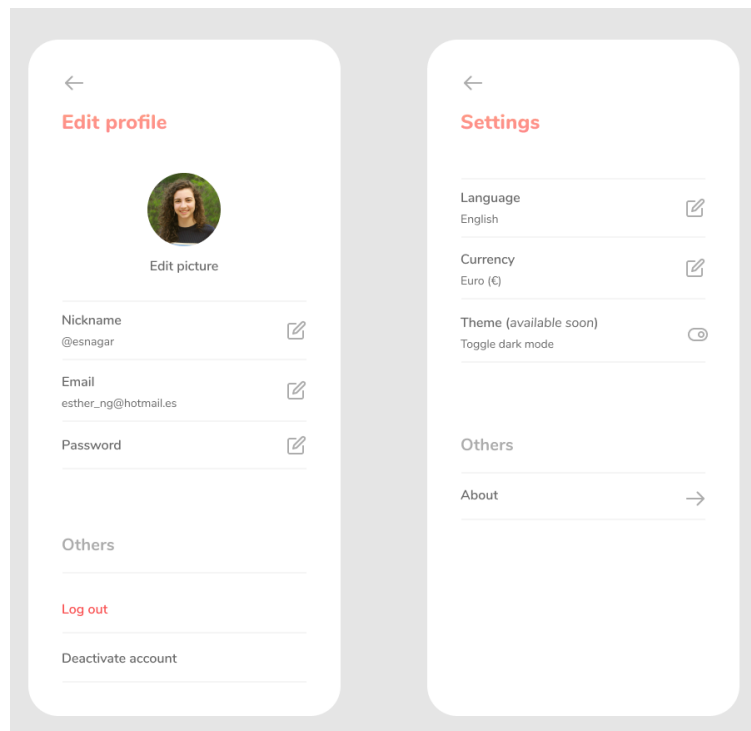 Edit profile
Edit picture
Nickname
@esnagar
Email
esther_ng@hotmail.es
Password
Others
Log out
Deactivate account
Settings
Language
English
Currency
Euro (€)
Theme (available soon)
Toggle dark mode
Others
About